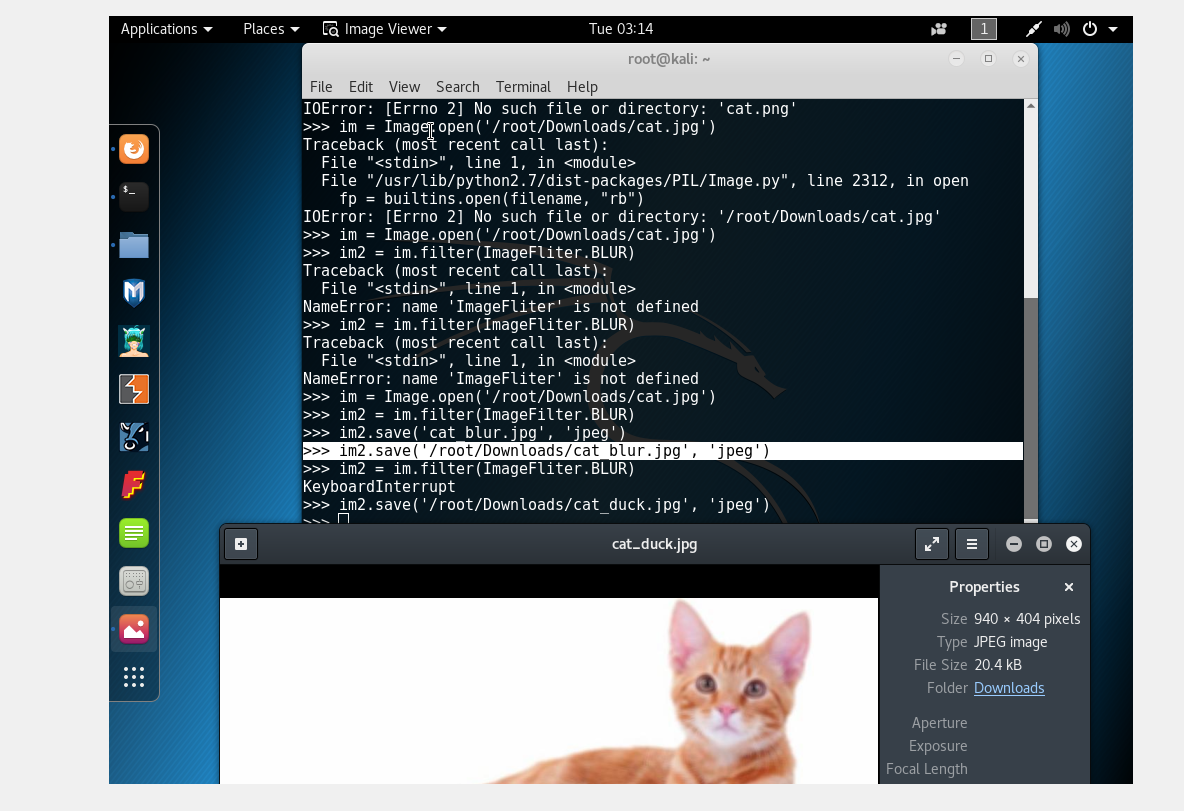 Applications Places Image Viewer Tue 03:14 1
root@kali: ~
File Edit View Search Terminal Help
IOError: [Errno 2] No such file or directory: 'cat.png'
>>> im = Image.open('/root/Downloads/cat.jpg')
Traceback (most recent call last):
  File "<stdin>", line 1, in <module>
  File "/usr/lib/python2.7/dist-packages/PIL/Image.py", line 2312, in open
    fp = builtins.open(filename, "rb")
IOError: [Errno 2] No such file or directory: '/root/Downloads/cat.jpg'
>>> im = Image.open('/root/Downloads/cat.jpg')
>>> im2 = im.filter(ImageFliter.BLUR)
Traceback (most recent call last):
  File "<stdin>", line 1, in <module>
NameError: name 'ImageFliter' is not defined
>>> im2 = im.filter(ImageFliter.BLUR)
Traceback (most recent call last):
  File "<stdin>", line 1, in <module>
NameError: name 'ImageFliter' is not defined
>>> im = Image.open('/root/Downloads/cat.jpg')
>>> im2 = im.filter(ImageFilter.BLUR)
>>> im2.save('cat_blur.jpg', 'jpeg')
>>> im2.save('/root/Downloads/cat_blur.jpg', 'jpeg')
>>> im2 = im.filter(ImageFliter.BLUR)
KeyboardInterrupt
>>> im2.save('/root/Downloads/cat_duck.jpg', 'jpeg')
>>>
cat_duck.jpg
Properties
Size 940 × 404 pixels
Type JPEG image
File Size 20.4 kB
Folder Downloads
Aperture
Exposure
Focal Length